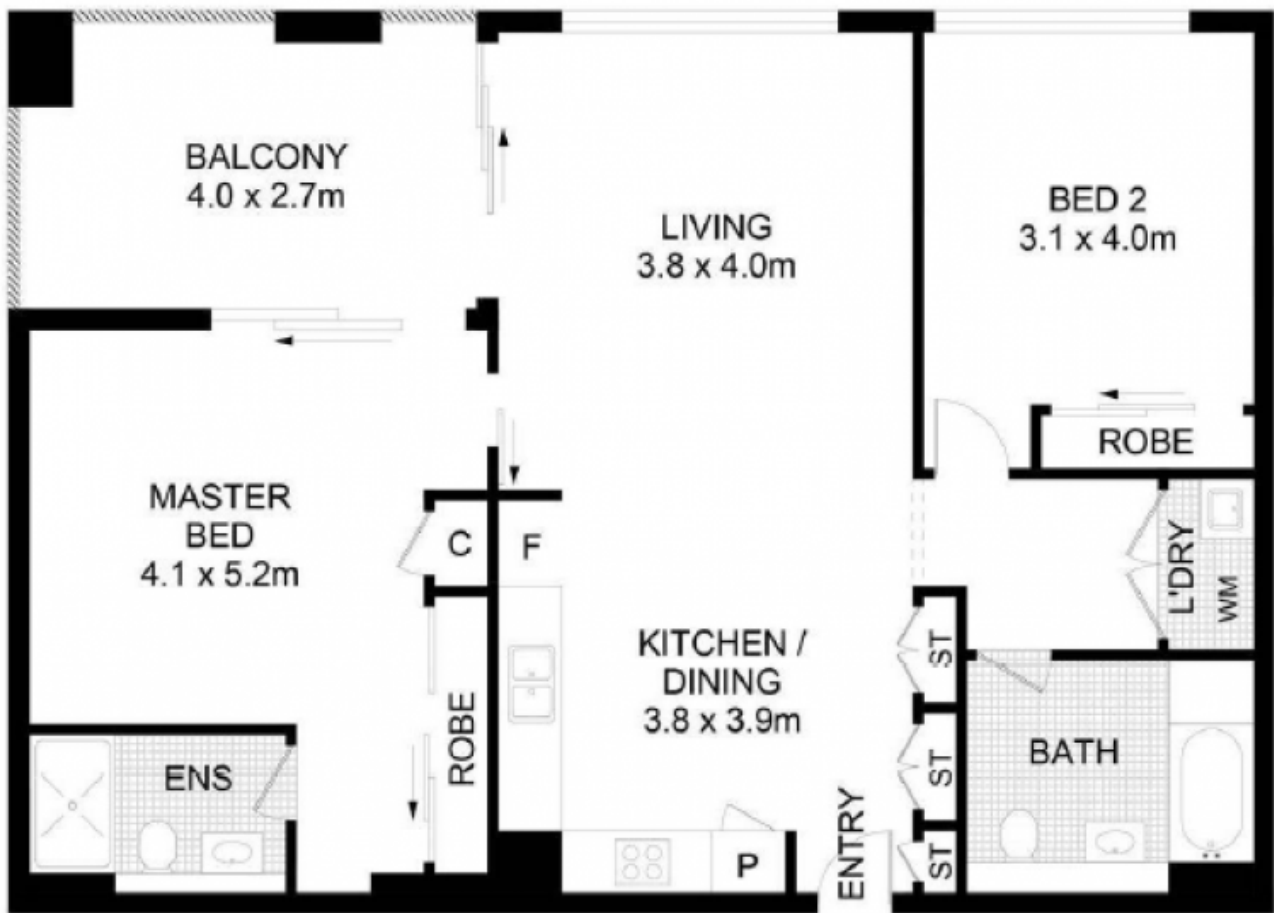 BALCONY
4.0 x 2.7m
LIVING
3.8 x 4.0m
BED 2
3.1 x 4.0m
ROBE
MASTER
BED
4.1 x 5.2m
C
F
L'DRY
WM
KITCHEN /
DINING
3.8 x 3.9m
ST
ROBE
ENS
ST
BATH
ENTRY
P
ST